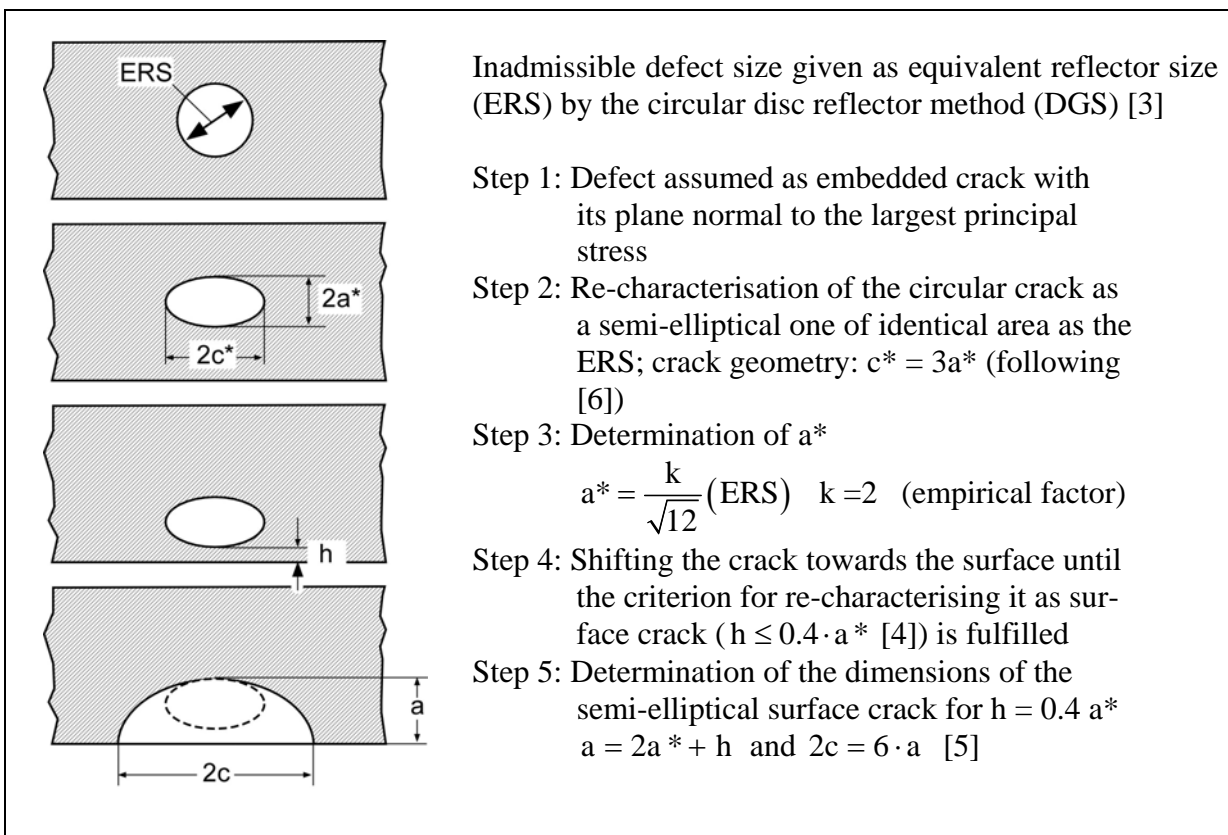 ERS
2a*
2c*
h
a
2c
Inadmissible defect size given as equivalent reflector size
(ERS) by the circular disc reflector method (DGS) [3]
Step 1: Defect assumed as embedded crack with
its plane normal to the largest principal
stress
Step 2: Re-characterisation of the circular crack as
a semi-elliptical one of identical area as the
ERS; crack geometry: c* = 3a* (following
[6])
Step 3: Determination of a*
a* = k/√12 (ERS) k =2 (empirical factor)
Step 4: Shifting the crack towards the surface until
the criterion for re-characterising it as sur-
face crack ( h ≤ 0.4 · a * [4]) is fulfilled
Step 5: Determination of the dimensions of the
semi-elliptical surface crack for h = 0.4 a*
a = 2a * + h and 2c = 6 · a [5]